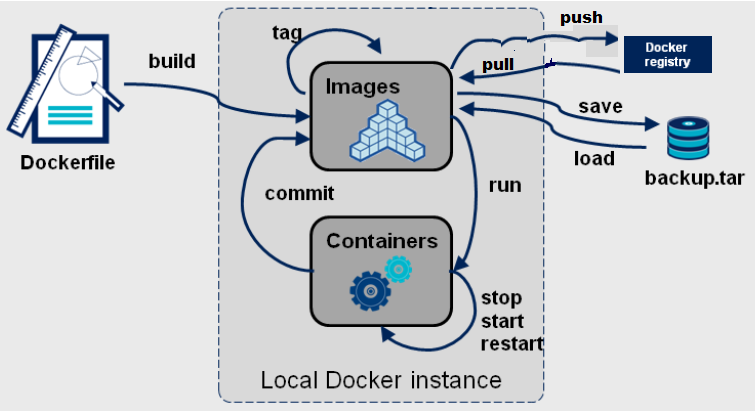 push
tag
Docker
registry
build
pull
Images
save
Dockerfile
load
backup.tar
commit
run
Containers
stop
start
restart
Local Docker instance